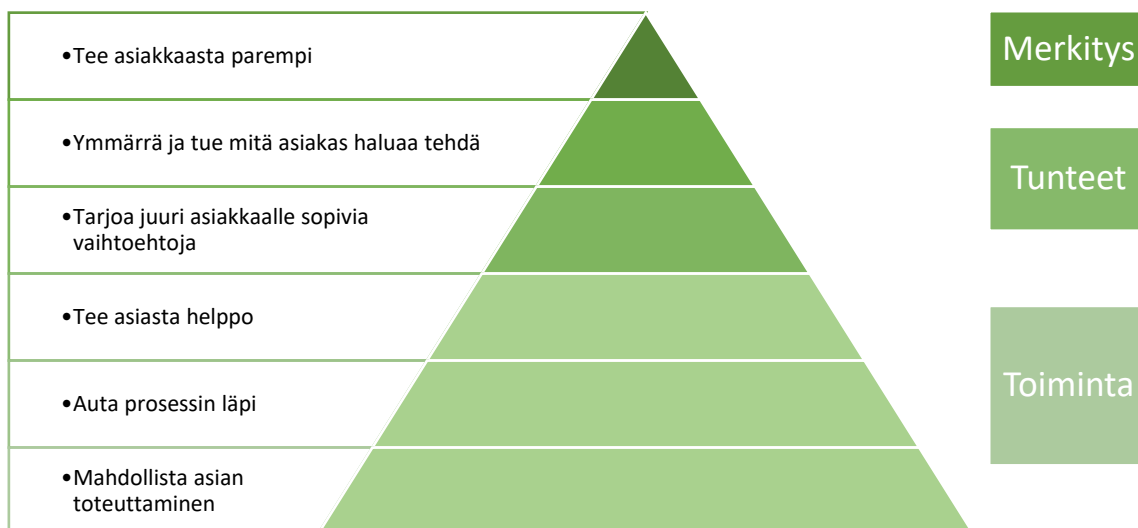 •Tee asiakkaasta parempi
•Ymmärrä ja tue mitä asiakas haluaa tehdä
•Tarjoa juuri asiakkaalle sopivia
vaihtoehtoja
•Tee asiasta helppo
•Auta prosessin läpi
•Mahdollista asian
toteuttaminen
Merkitys
Tunteet
Toiminta